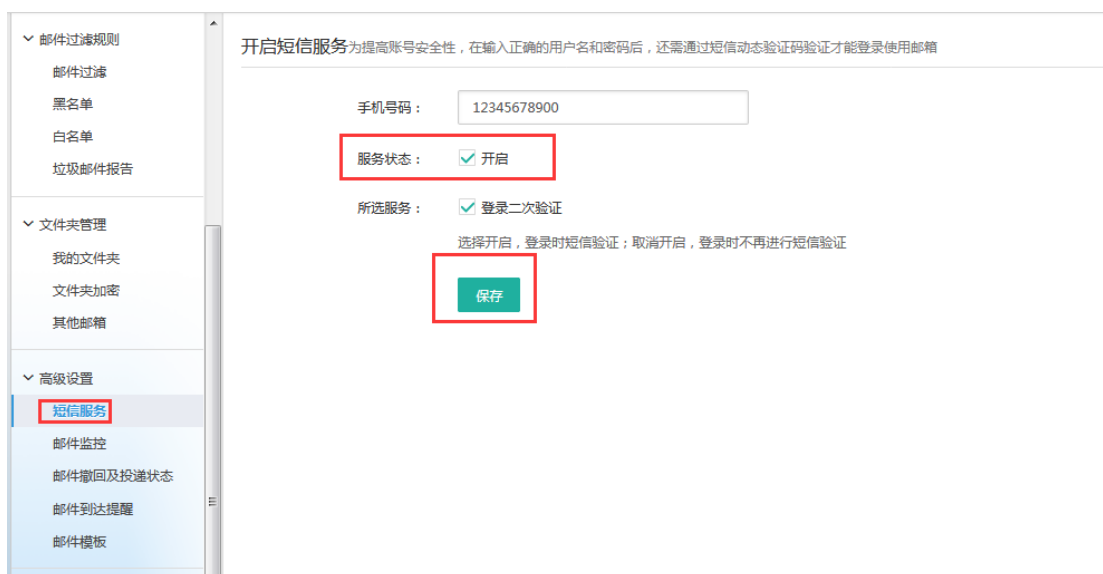 邮件过滤规则
邮件过滤
黑名单
白名单
垃圾邮件报告
文件夹管理
我的文件夹
文件夹加密
其他邮箱
高级设置
短信服务
邮件监控
邮件撤回及投递状态
邮件到达提醒
邮件模板
开启短信服务为提高账号安全性，在输入正确的用户名和密码后，还需通过短信动态验证码验证才能登录使用邮箱
手机号码： 12345678900
服务状态： 开启
所选服务： 登录二次验证
选择开启，登录时短信验证；取消开启，登录时不再进行短信验证
保存